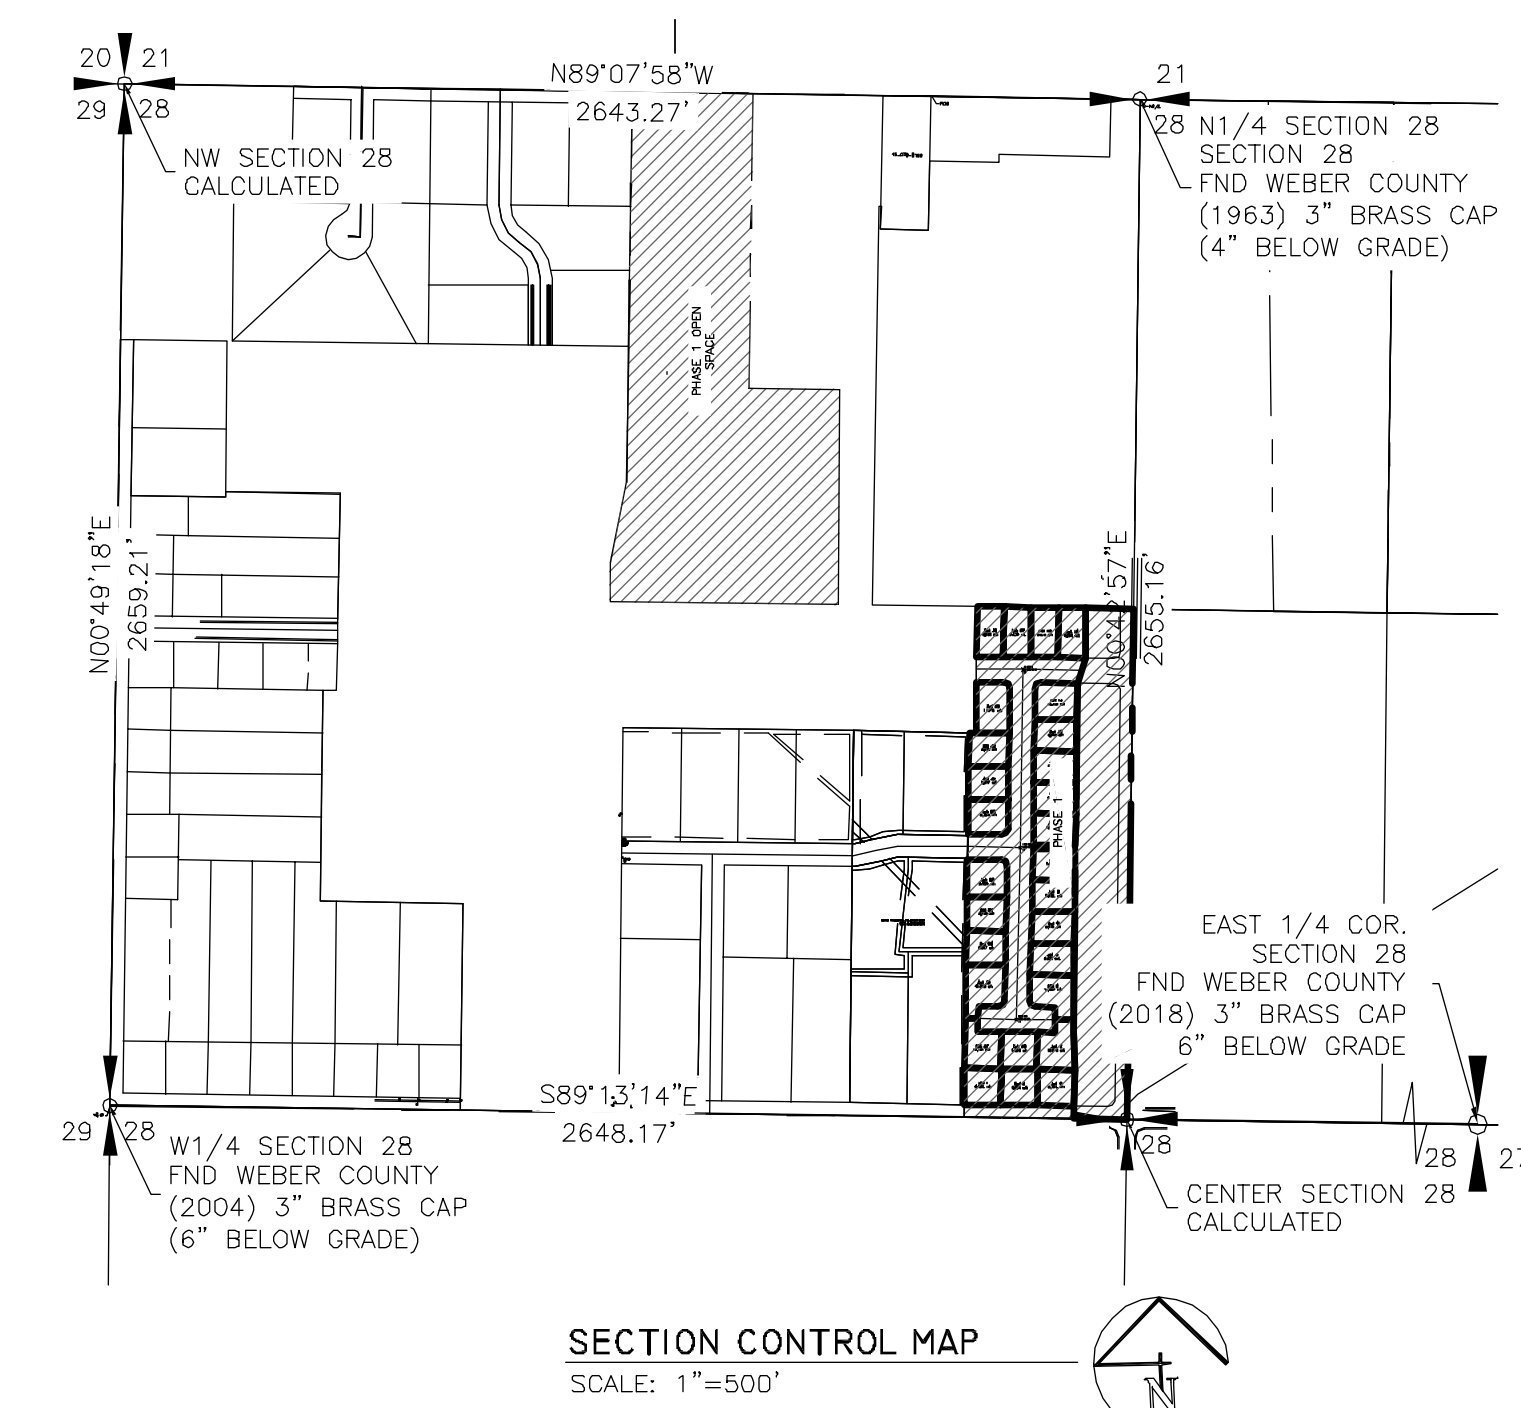 20 21
29 28
NW SECTION 28
CALCULATED
N89°07'58"W
2643.27'
21
28
N1/4 SECTION 28
SECTION 28
FND WEBER COUNTY
(1963) 3" BRASS CAP
(4" BELOW GRADE)
PHASE 1 OPEN
SPACE
N00°49'18"E
2659.21'
N00°42'57"E
2655.16'
PHASE 1
EAST 1/4 COR.
SECTION 28
FND WEBER COUNTY
(2018) 3" BRASS CAP
6" BELOW GRADE
S89°13'14"E
2648.17'
29 28
W1/4 SECTION 28
FND WEBER COUNTY
(2004) 3" BRASS CAP
(6" BELOW GRADE)
28
28 27
CENTER SECTION 28
CALCULATED
SECTION CONTROL MAP
SCALE: 1"=500'
N